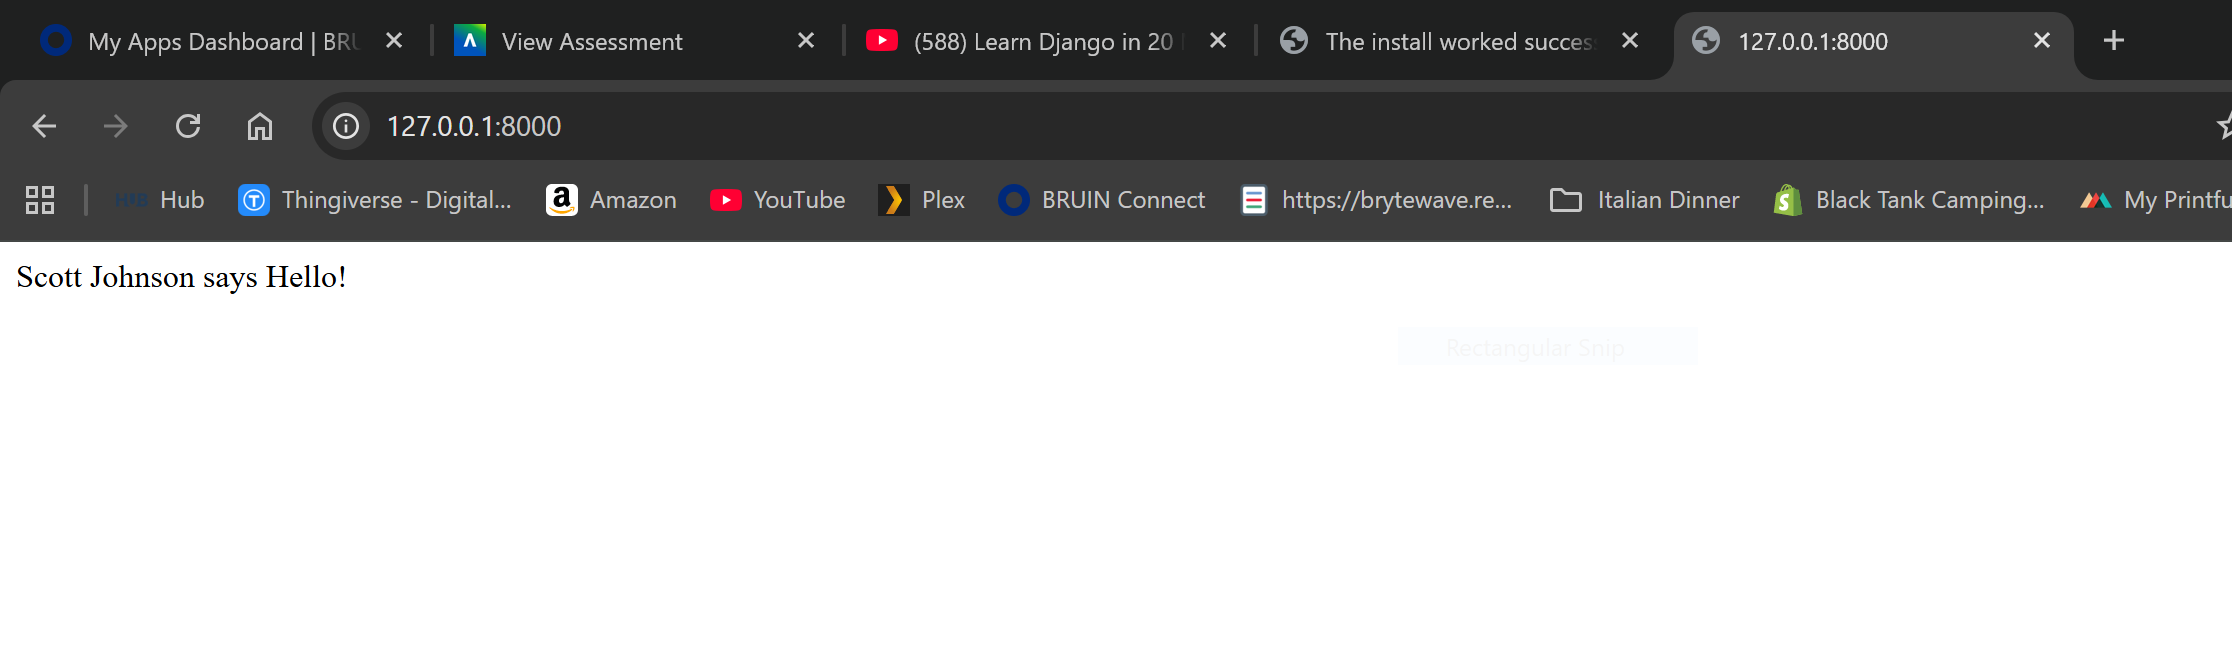 My Apps Dashboard | BRU
View Assessment
(588) Learn Django in 20
The install worked succes
127.0.0.1:8000
127.0.0.1:8000
HIB Hub
Thingiverse - Digital...
Amazon
YouTube
Plex
BRUIN Connect
https://brytewave.re...
Italian Dinner
Black Tank Camping...
My Printfu
Scott Johnson says Hello!
Rectangular Snip